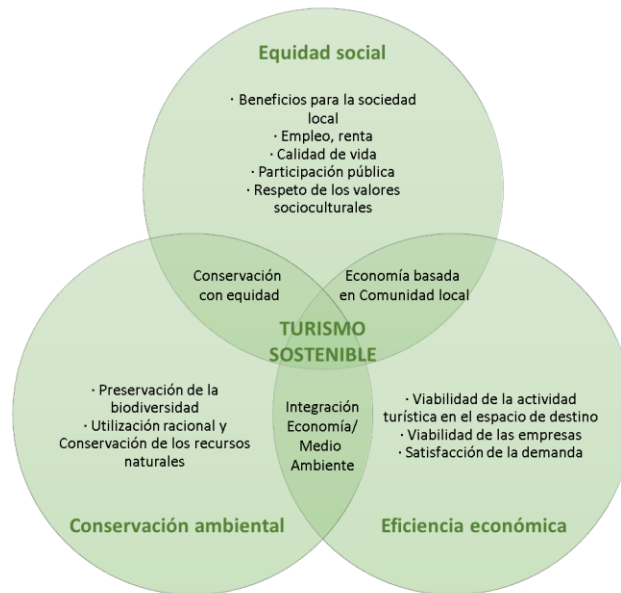 Equidad social
· Beneficios para la sociedad
local
· Empleo, renta
· Calidad de vida
· Participación pública
· Respeto de los valores
socioculturales
Conservación
con equidad
Economía basada
en Comunidad local
TURISMO
SOSTENIBLE
· Preservación de la
biodiversidad
· Utilización racional y
Conservación de los recursos
naturales
Integración
Economía/
Medio
Ambiente
· Viabilidad de la actividad
turística en el espacio de destino
· Viabilidad de las empresas
· Satisfacción de la demanda
Conservación ambiental
Eficiencia económica